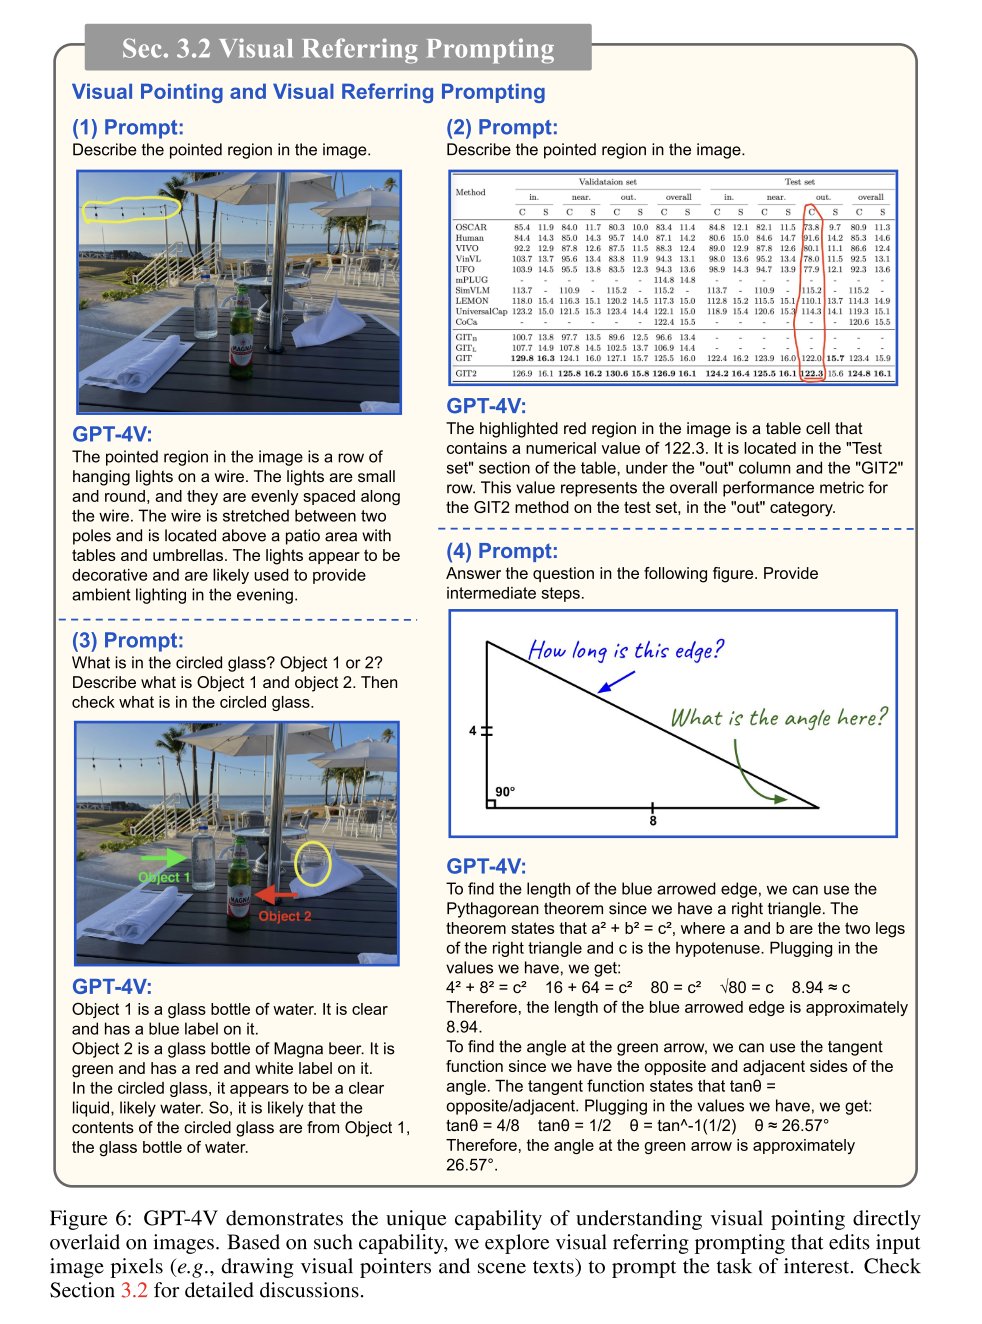 Sec. 3.2 Visual Referring Prompting
Visual Pointing and Visual Referring Prompting
(1) Prompt:
Describe the pointed region in the image.
GPT-4V:
The pointed region in the image is a row of
hanging lights on a wire. The lights are small
and round, and they are evenly spaced along
the wire. The wire is stretched between two
poles and is located above a patio area with
tables and umbrellas. The lights appear to be
decorative and are likely used to provide
ambient lighting in the evening.
(2) Prompt:
Describe the pointed region in the image.
Method Validataion set Test set
in. near. out. overall in. near. out. overall
C S C S C S C S C S C S C S C S
OSCAR 85.4 11.9 84.0 11.7 80.3 10.0 83.4 11.4 84.8 12.1 82.1 11.5 73.8 9.7 80.9 11.3
Human 84.4 14.3 85.0 14.3 95.7 14.0 87.1 14.2 80.6 15.0 84.6 14.7 91.6 14.2 85.3 14.6
VIVO 92.2 12.9 87.8 12.6 87.5 11.5 88.3 12.4 89.0 12.9 87.8 12.6 80.1 11.1 86.6 12.4
VinVL 103.7 13.7 95.6 13.4 83.8 11.9 94.3 13.1 98.0 13.6 95.2 13.4 78.0 11.5 92.5 13.1
UFO 103.9 14.5 95.5 13.8 83.5 12.3 94.3 13.6 98.9 14.3 94.7 13.9 77.9 12.1 92.3 13.6
mPLUG - - - - - - 114.8 14.8 - - - - - - - -
SimVLM 113.7 - 110.9 - 115.2 - 115.2 - 113.7 - 110.9 - 115.2 - 115.2 -
LEMON 118.0 15.4 116.3 15.1 120.2 14.5 117.3 15.0 112.8 15.2 115.5 15.1 110.1 13.7 114.3 14.9
UniversalCap 123.2 15.0 121.5 15.3 123.4 14.4 122.1 15.0 118.9 15.4 120.6 15.3 114.3 14.1 119.3 15.1
CoCa - - - - - - 122.4 15.5 - - - - - - 120.6 15.5
GIT_B 100.7 13.8 97.7 13.5 89.6 12.5 96.6 13.4 - - - - - - - -
GIT_L 107.7 14.9 107.8 14.5 102.5 13.7 106.9 14.4 - - - - - - - -
GIT 129.8 16.3 124.1 16.0 127.1 15.7 125.5 16.0 122.4 16.2 123.9 16.0 122.0 15.7 123.4 15.9
GIT2 126.9 16.1 125.8 16.2 130.6 15.8 126.9 16.1 124.2 16.4 125.5 16.1 122.3 15.6 124.8 16.1
GPT-4V:
The highlighted red region in the image is a table cell that
contains a numerical value of 122.3. It is located in the "Test
set" section of the table, under the "out" column and the "GIT2"
row. This value represents the overall performance metric for
the GIT2 method on the test set, in the "out" category.
(3) Prompt:
What is in the circled glass? Object 1 or 2?
Describe what is Object 1 and object 2. Then
check what is in the circled glass.
Object 1
MAGNA
Object 2
GPT-4V:
Object 1 is a glass bottle of water. It is clear
and has a blue label on it.
Object 2 is a glass bottle of Magna beer. It is
green and has a red and white label on it.
In the circled glass, it appears to be a clear
liquid, likely water. So, it is likely that the
contents of the circled glass are from Object 1,
the glass bottle of water.
(4) Prompt:
Answer the question in the following figure. Provide
intermediate steps.
How long is this edge?
What is the angle here?
4
90°
8
GPT-4V:
To find the length of the blue arrowed edge, we can use the
Pythagorean theorem since we have a right triangle. The
theorem states that a² + b² = c², where a and b are the two legs
of the right triangle and c is the hypotenuse. Plugging in the
values we have, we get:
4² + 8² = c² 16 + 64 = c² 80 = c² √80 = c 8.94 ≈ c
Therefore, the length of the blue arrowed edge is approximately
8.94.
To find the angle at the green arrow, we can use the tangent
function since we have the opposite and adjacent sides of the
angle. The tangent function states that tanθ =
opposite/adjacent. Plugging in the values we have, we get:
tanθ = 4/8 tanθ = 1/2 θ = tan^-1(1/2) θ ≈ 26.57°
Therefore, the angle at the green arrow is approximately
26.57°.
Figure 6: GPT-4V demonstrates the unique capability of understanding visual pointing directly
overlaid on images. Based on such capability, we explore visual referring prompting that edits input
image pixels (e.g., drawing visual pointers and scene texts) to prompt the task of interest. Check
Section 3.2 for detailed discussions.